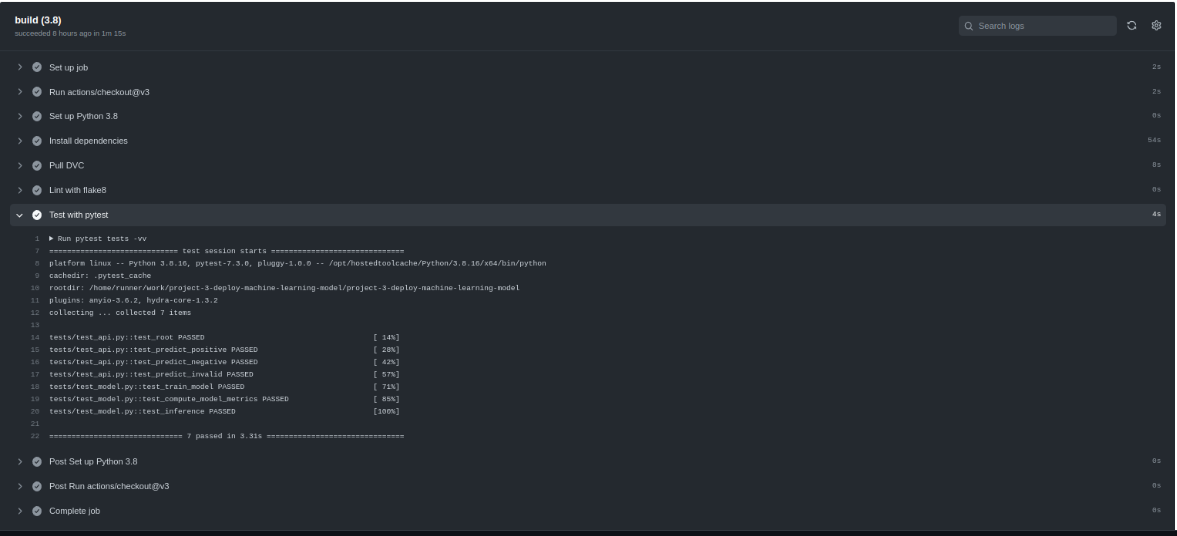 build (3.8)
succeeded 8 hours ago in 1m 15s
Search logs
Set up job 2s
Run actions/checkout@v3 2s
Set up Python 3.8 0s
Install dependencies 54s
Pull DVC 8s
Lint with flake8 0s
Test with pytest 4s
1 Run pytest tests -vv
7 ============================= test session starts ==============================
8 platform linux -- Python 3.8.16, pytest-7.3.0, pluggy-1.0.0 -- /opt/hostedtoolcache/Python/3.8.16/x64/bin/python
9 cachedir: .pytest_cache
10 rootdir: /home/runner/work/project-3-deploy-machine-learning-model/project-3-deploy-machine-learning-model
11 plugins: anyio-3.6.2, hydra-core-1.3.2
12 collecting ... collected 7 items
13
14 tests/test_api.py::test_root PASSED [ 14%]
15 tests/test_api.py::test_predict_positive PASSED [ 28%]
16 tests/test_api.py::test_predict_negative PASSED [ 42%]
17 tests/test_api.py::test_predict_invalid PASSED [ 57%]
18 tests/test_model.py::test_train_model PASSED [ 71%]
19 tests/test_model.py::test_compute_model_metrics PASSED [ 85%]
20 tests/test_model.py::test_inference PASSED [100%]
21
22 ============================== 7 passed in 3.31s ===============================
Post Set up Python 3.8 0s
Post Run actions/checkout@v3 0s
Complete job 0s